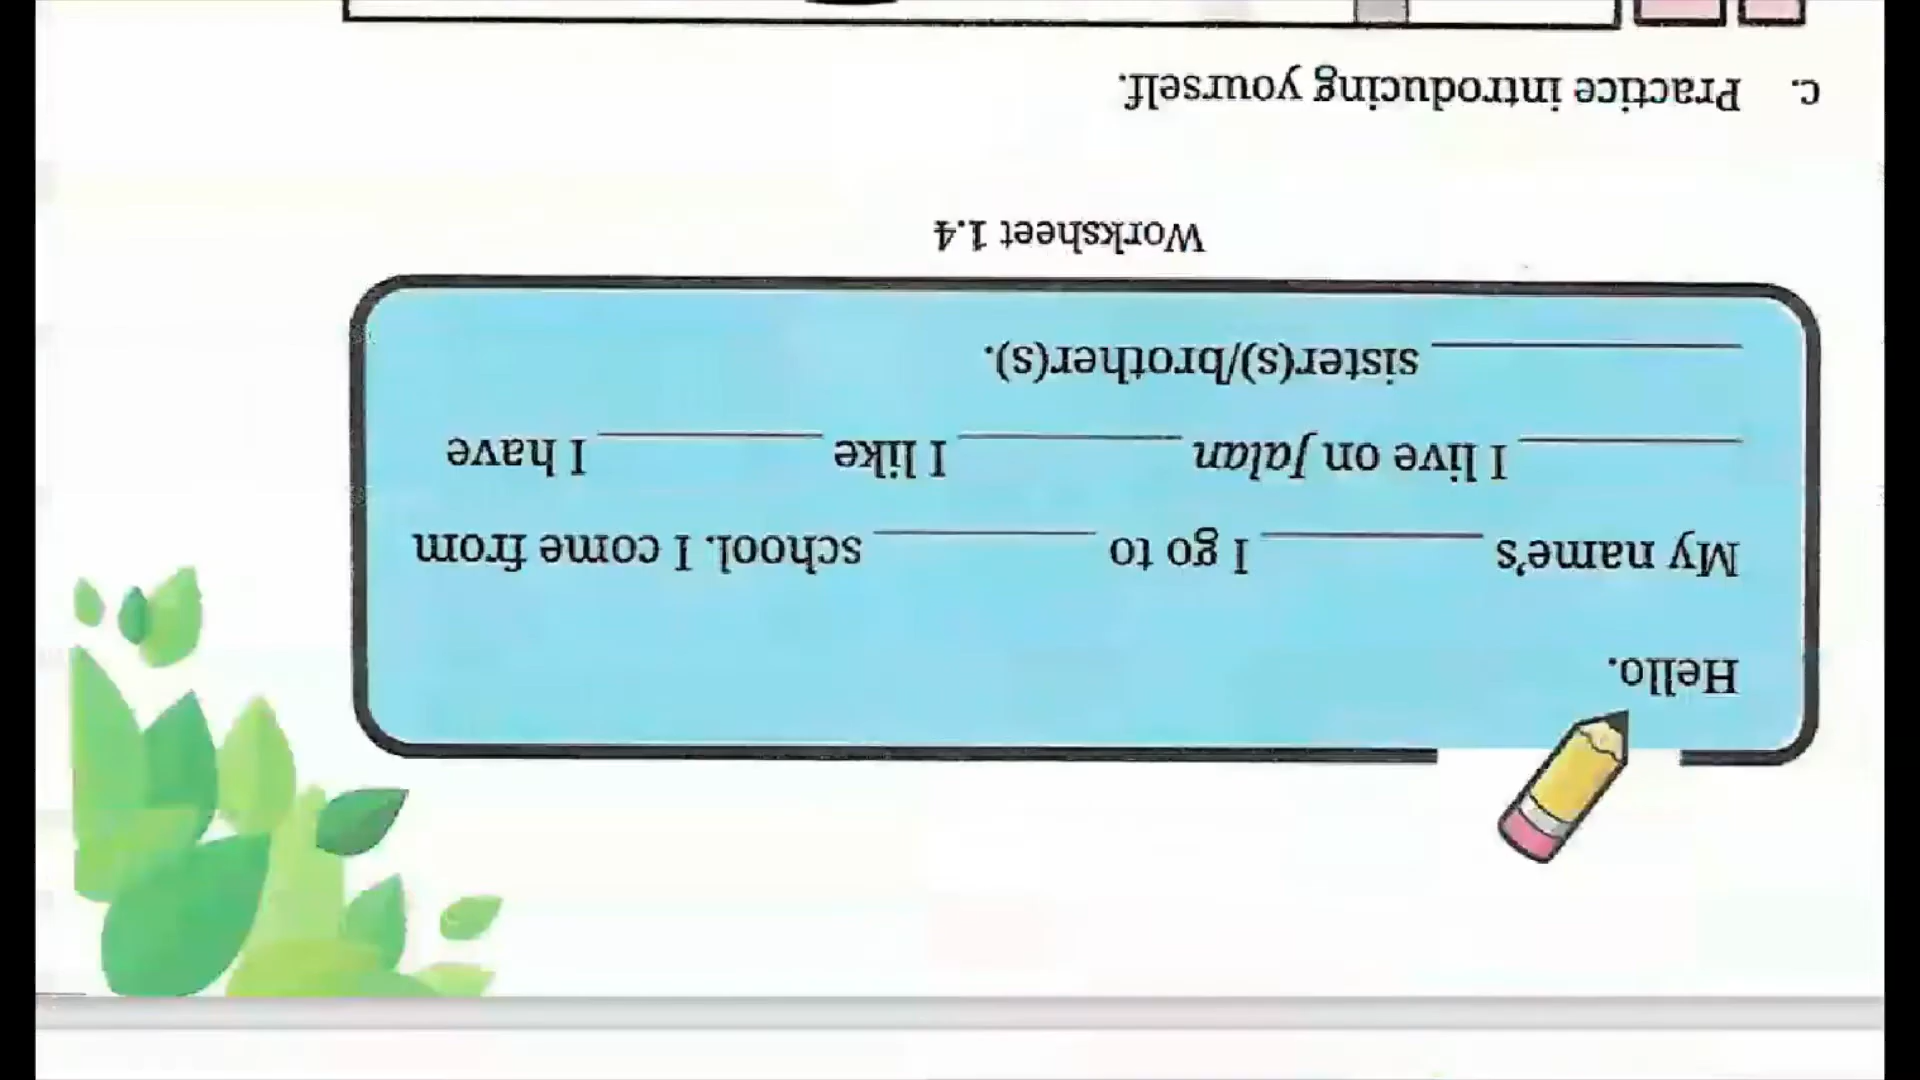 Hello.
My name's ________ I go to ________ school. I come from
________ I live on Jalan ________ I like ________ I have
________ sister(s)/brother(s).
Worksheet 1.4
c. Practice introducing yourself.